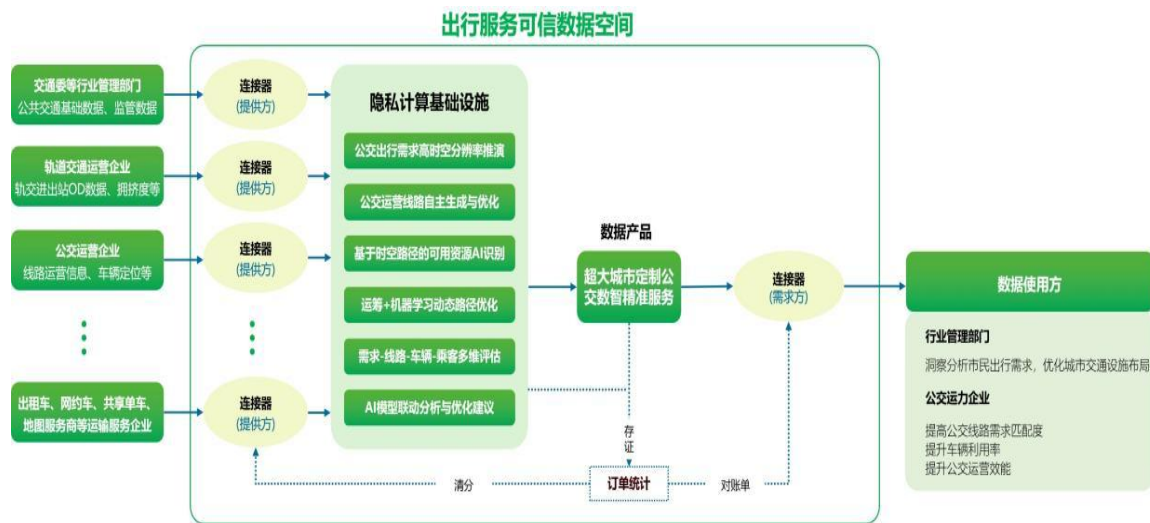 出行服务可信数据空间
交通委等行业管理部门
公共交通基础数据、监管数据
连接器
(提供方)
轨道交通运营企业
轨交进出站OD数据、拥挤度等
连接器
(提供方)
公交运营企业
线路运营信息、车辆定位等
连接器
(提供方)
出租车、网约车、共享单车、
地图服务商等运输服务企业
连接器
(提供方)
隐私计算基础设施
公交出行需求高时空分辨率推演
公交运营线路自主生成与优化
基于时空路径的可用资源AI识别
运筹+机器学习动态路径优化
需求-线路-车辆-乘客多维评估
AI模型联动分析与优化建议
数据产品
超大城市定制公
交数智精准服务
连接器
(需求方)
存证
清分
订单统计
对账单
数据使用方
行业管理部门
洞察分析市民出行需求，优化城市交通设施布局
公交运力企业
提高公交线路需求匹配度
提升车辆利用率
提升公交运营效能